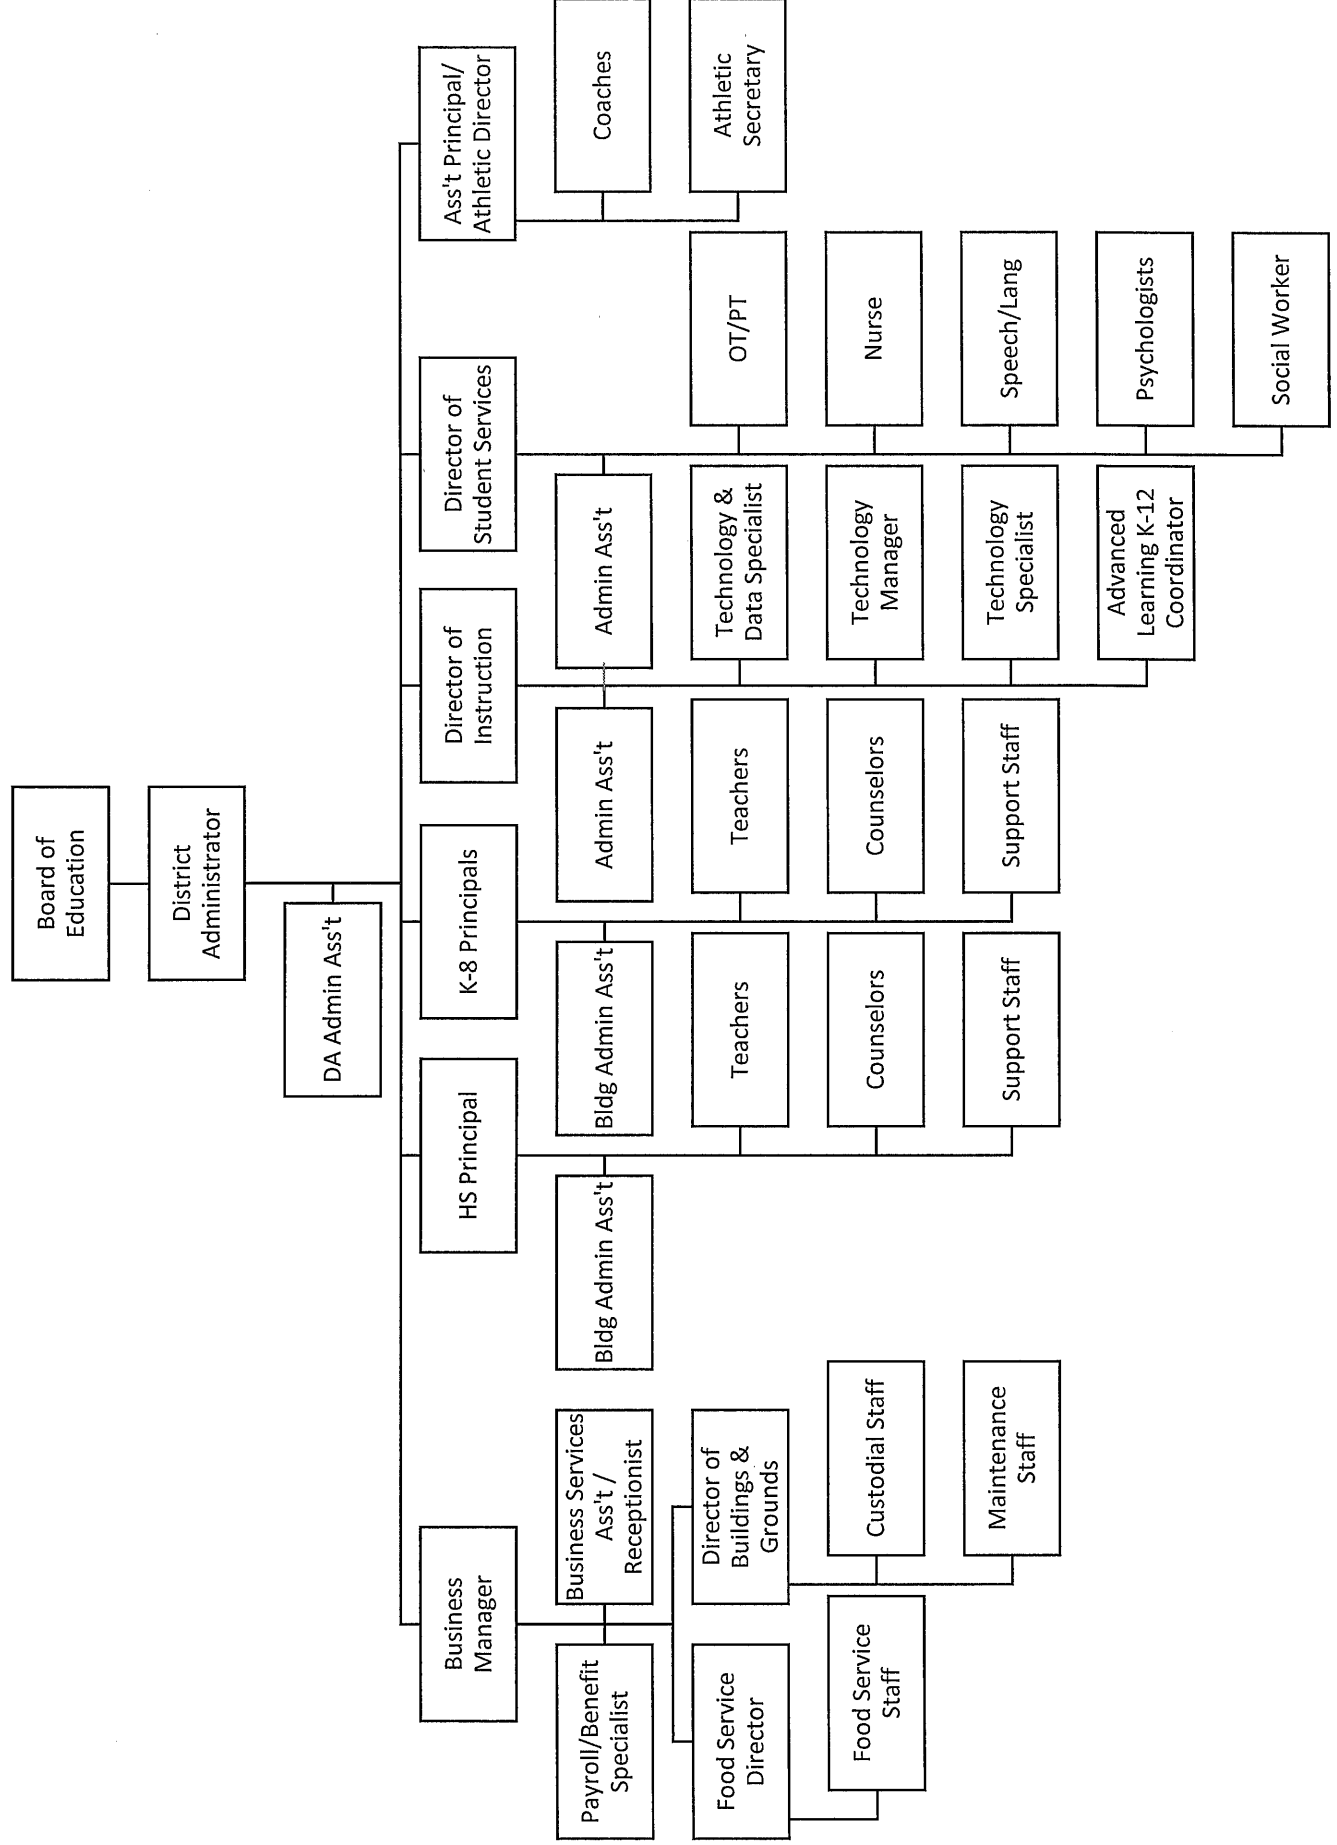 Board of
Education
District
Administrator
DA Admin Ass't
Business
Manager
Payroll/Benefit
Specialist
Business Services
Ass't /
Receptionist
Food Service
Director
Food Service
Staff
Director of
Buildings &
Grounds
Custodial Staff
Maintenance
Staff
HS Principal
Bldg Admin Ass't
Teachers
Counselors
Support Staff
K-8 Principals
Bldg Admin Ass't
Teachers
Counselors
Support Staff
Director of
Instruction
Admin Ass't
Technology &
Data Specialist
Technology
Manager
Technology
Specialist
Advanced
Learning K-12
Coordinator
Director of
Student Services
Admin Ass't
OT/PT
Nurse
Speech/Lang
Psychologists
Social Worker
Ass't Principal/
Athletic Director
Coaches
Athletic
Secretary